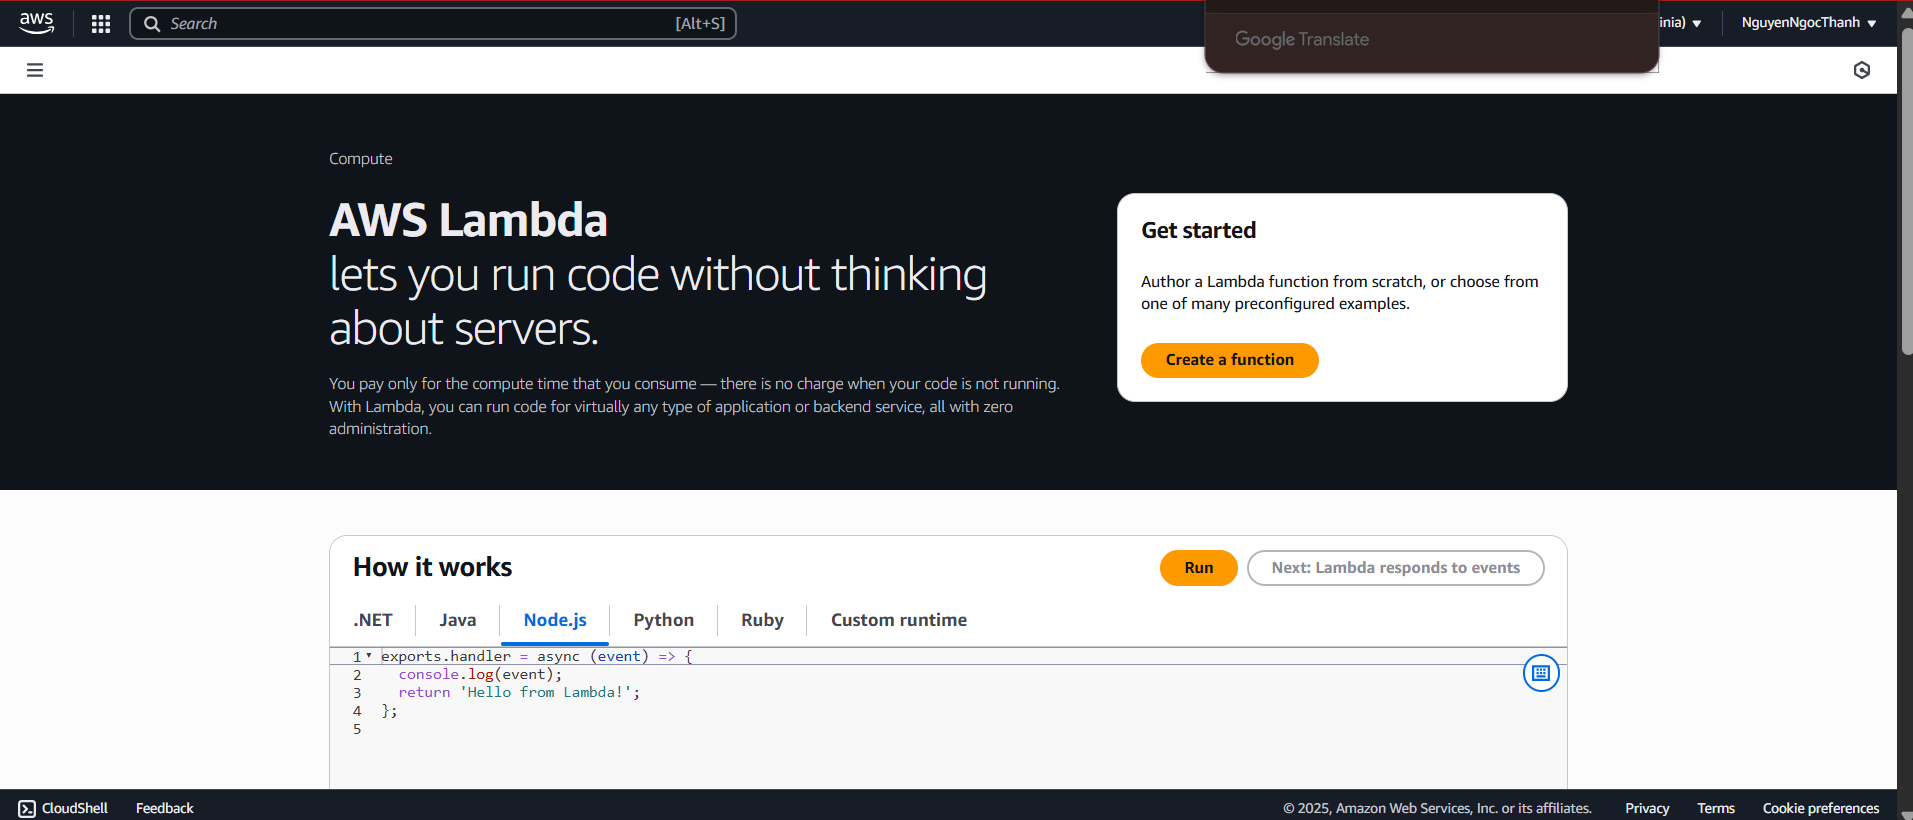 aws
Search
[Alt+S]
Google Translate
inia)
NguyenNgocThanh
Compute
AWS Lambda
lets you run code without thinking
about servers.
You pay only for the compute time that you consume — there is no charge when your code is not running.
With Lambda, you can run code for virtually any type of application or backend service, all with zero
administration.
Get started
Author a Lambda function from scratch, or choose from
one of many preconfigured examples.
Create a function
How it works
Run
Next: Lambda responds to events
.NET
Java
Node.js
Python
Ruby
Custom runtime
1 exports.handler = async (event) => {
2 console.log(event);
3 return 'Hello from Lambda!';
4 };
5
CloudShell
Feedback
© 2025, Amazon Web Services, Inc. or its affiliates.
Privacy
Terms
Cookie preferences